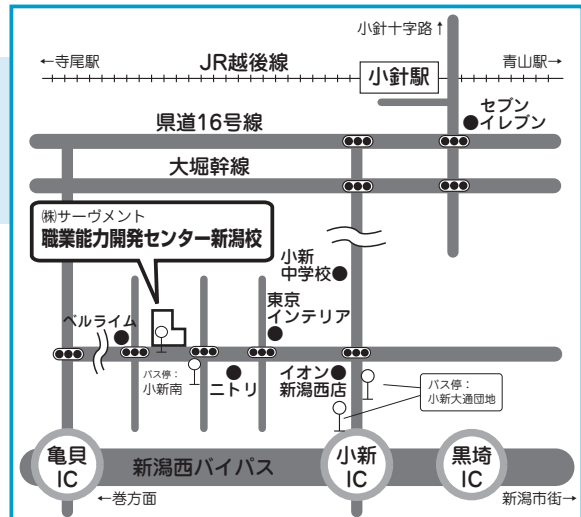 小針十字路↑
←寺尾駅
JR越後線
青山駅→
小針駅
セブン
イレブン
県道16号線
大堀幹線
㈱サーヴメント
職業能力開発センター新潟校
小新
中学校
東京
インテリア
ベルライム
バス停：
小新南
ニトリ
イオン
新潟西店
バス停：
小新大通団地
亀貝
IC
新潟西バイパス
小新
IC
黒埼
IC
←巻方面
新潟市街→